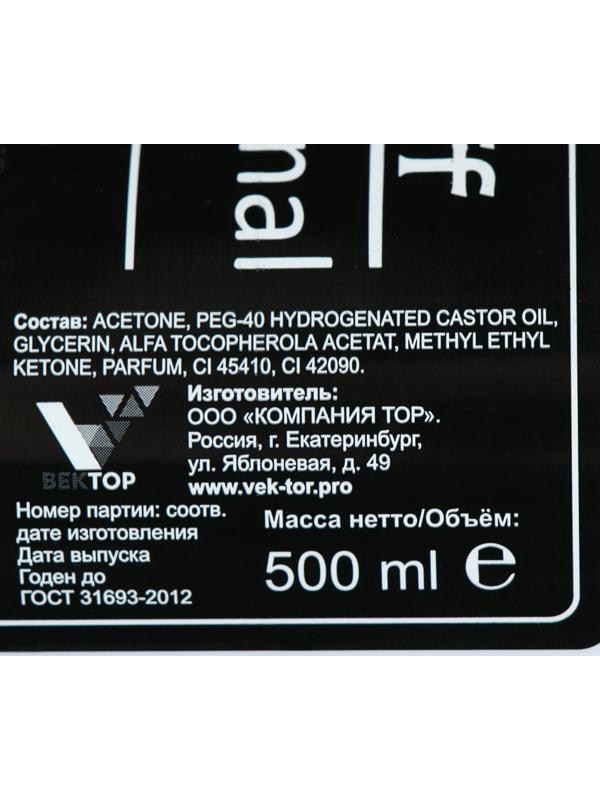 ff
nal
Состав: ACETONE, PEG-40 HYDROGENATED CASTOR OIL,
GLYCERIN, ALFA TOCOPHEROLA ACETAT, METHYL ETHYL
KETONE, PARFUM, CI 45410, CI 42090.
Изготовитель:
ООО «КОМПАНИЯ ТОР».
Россия, г. Екатеринбург,
ул. Яблоневая, д. 49
www.vek-tor.pro
ВЕКТОР
Номер партии: соотв.
дате изготовления
Дата выпуска
Годен до
ГОСТ 31693-2012
Масса нетто/Объём:
500 ml e